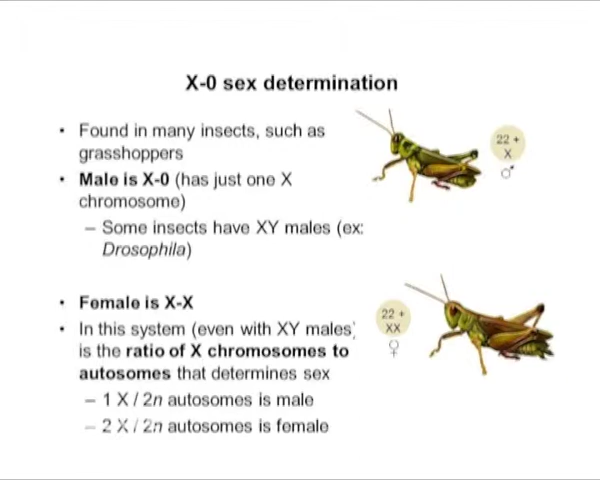 X-0 sex determination
• Found in many insects, such as
grasshoppers
• Male is X-0 (has just one X
chromosome)
– Some insects have XY males (ex:
Drosophila)
22 +
X
♂
• Female is X-X
• In this system (even with XY males)
is the ratio of X chromosomes to
autosomes that determines sex
– 1 X / 2n autosomes is male
– 2 X / 2n autosomes is female
22 +
XX
♀